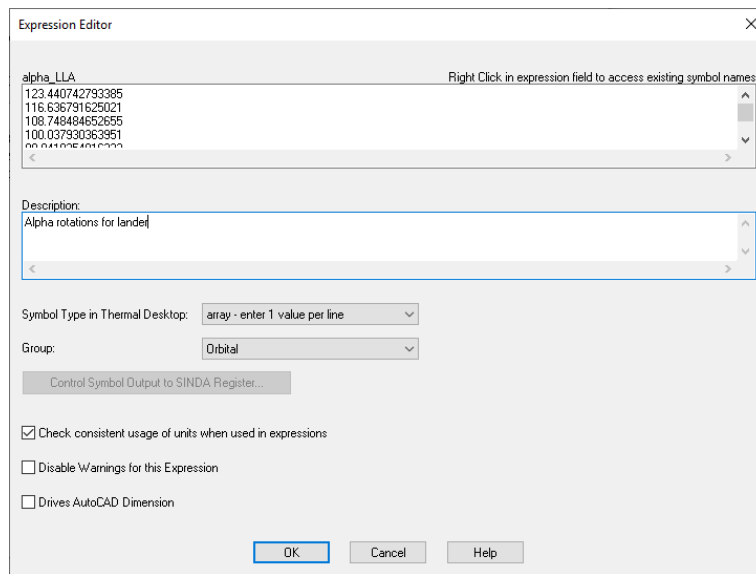 Expression Editor
alpha_LLA
Right Click in expression field to access existing symbol names
123.440742793385
116.636791625021
108.748484652655
100.037930363951
Description:
Alpha rotations for lander
Symbol Type in Thermal Desktop:
array - enter 1 value per line
Group:
Orbital
Control Symbol Output to SINDA Register...
Check consistent usage of units when used in expressions
Disable Warnings for this Expression
Drives AutoCAD Dimension
OK
Cancel
Help